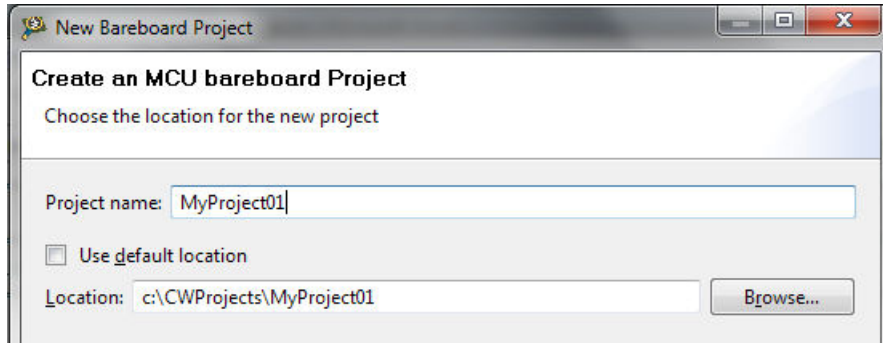 New Bareboard Project
Create an MCU bareboard Project
Choose the location for the new project
Project name: MyProject01
Use default location
Location: c:\CWProjects\MyProject01 Browse...